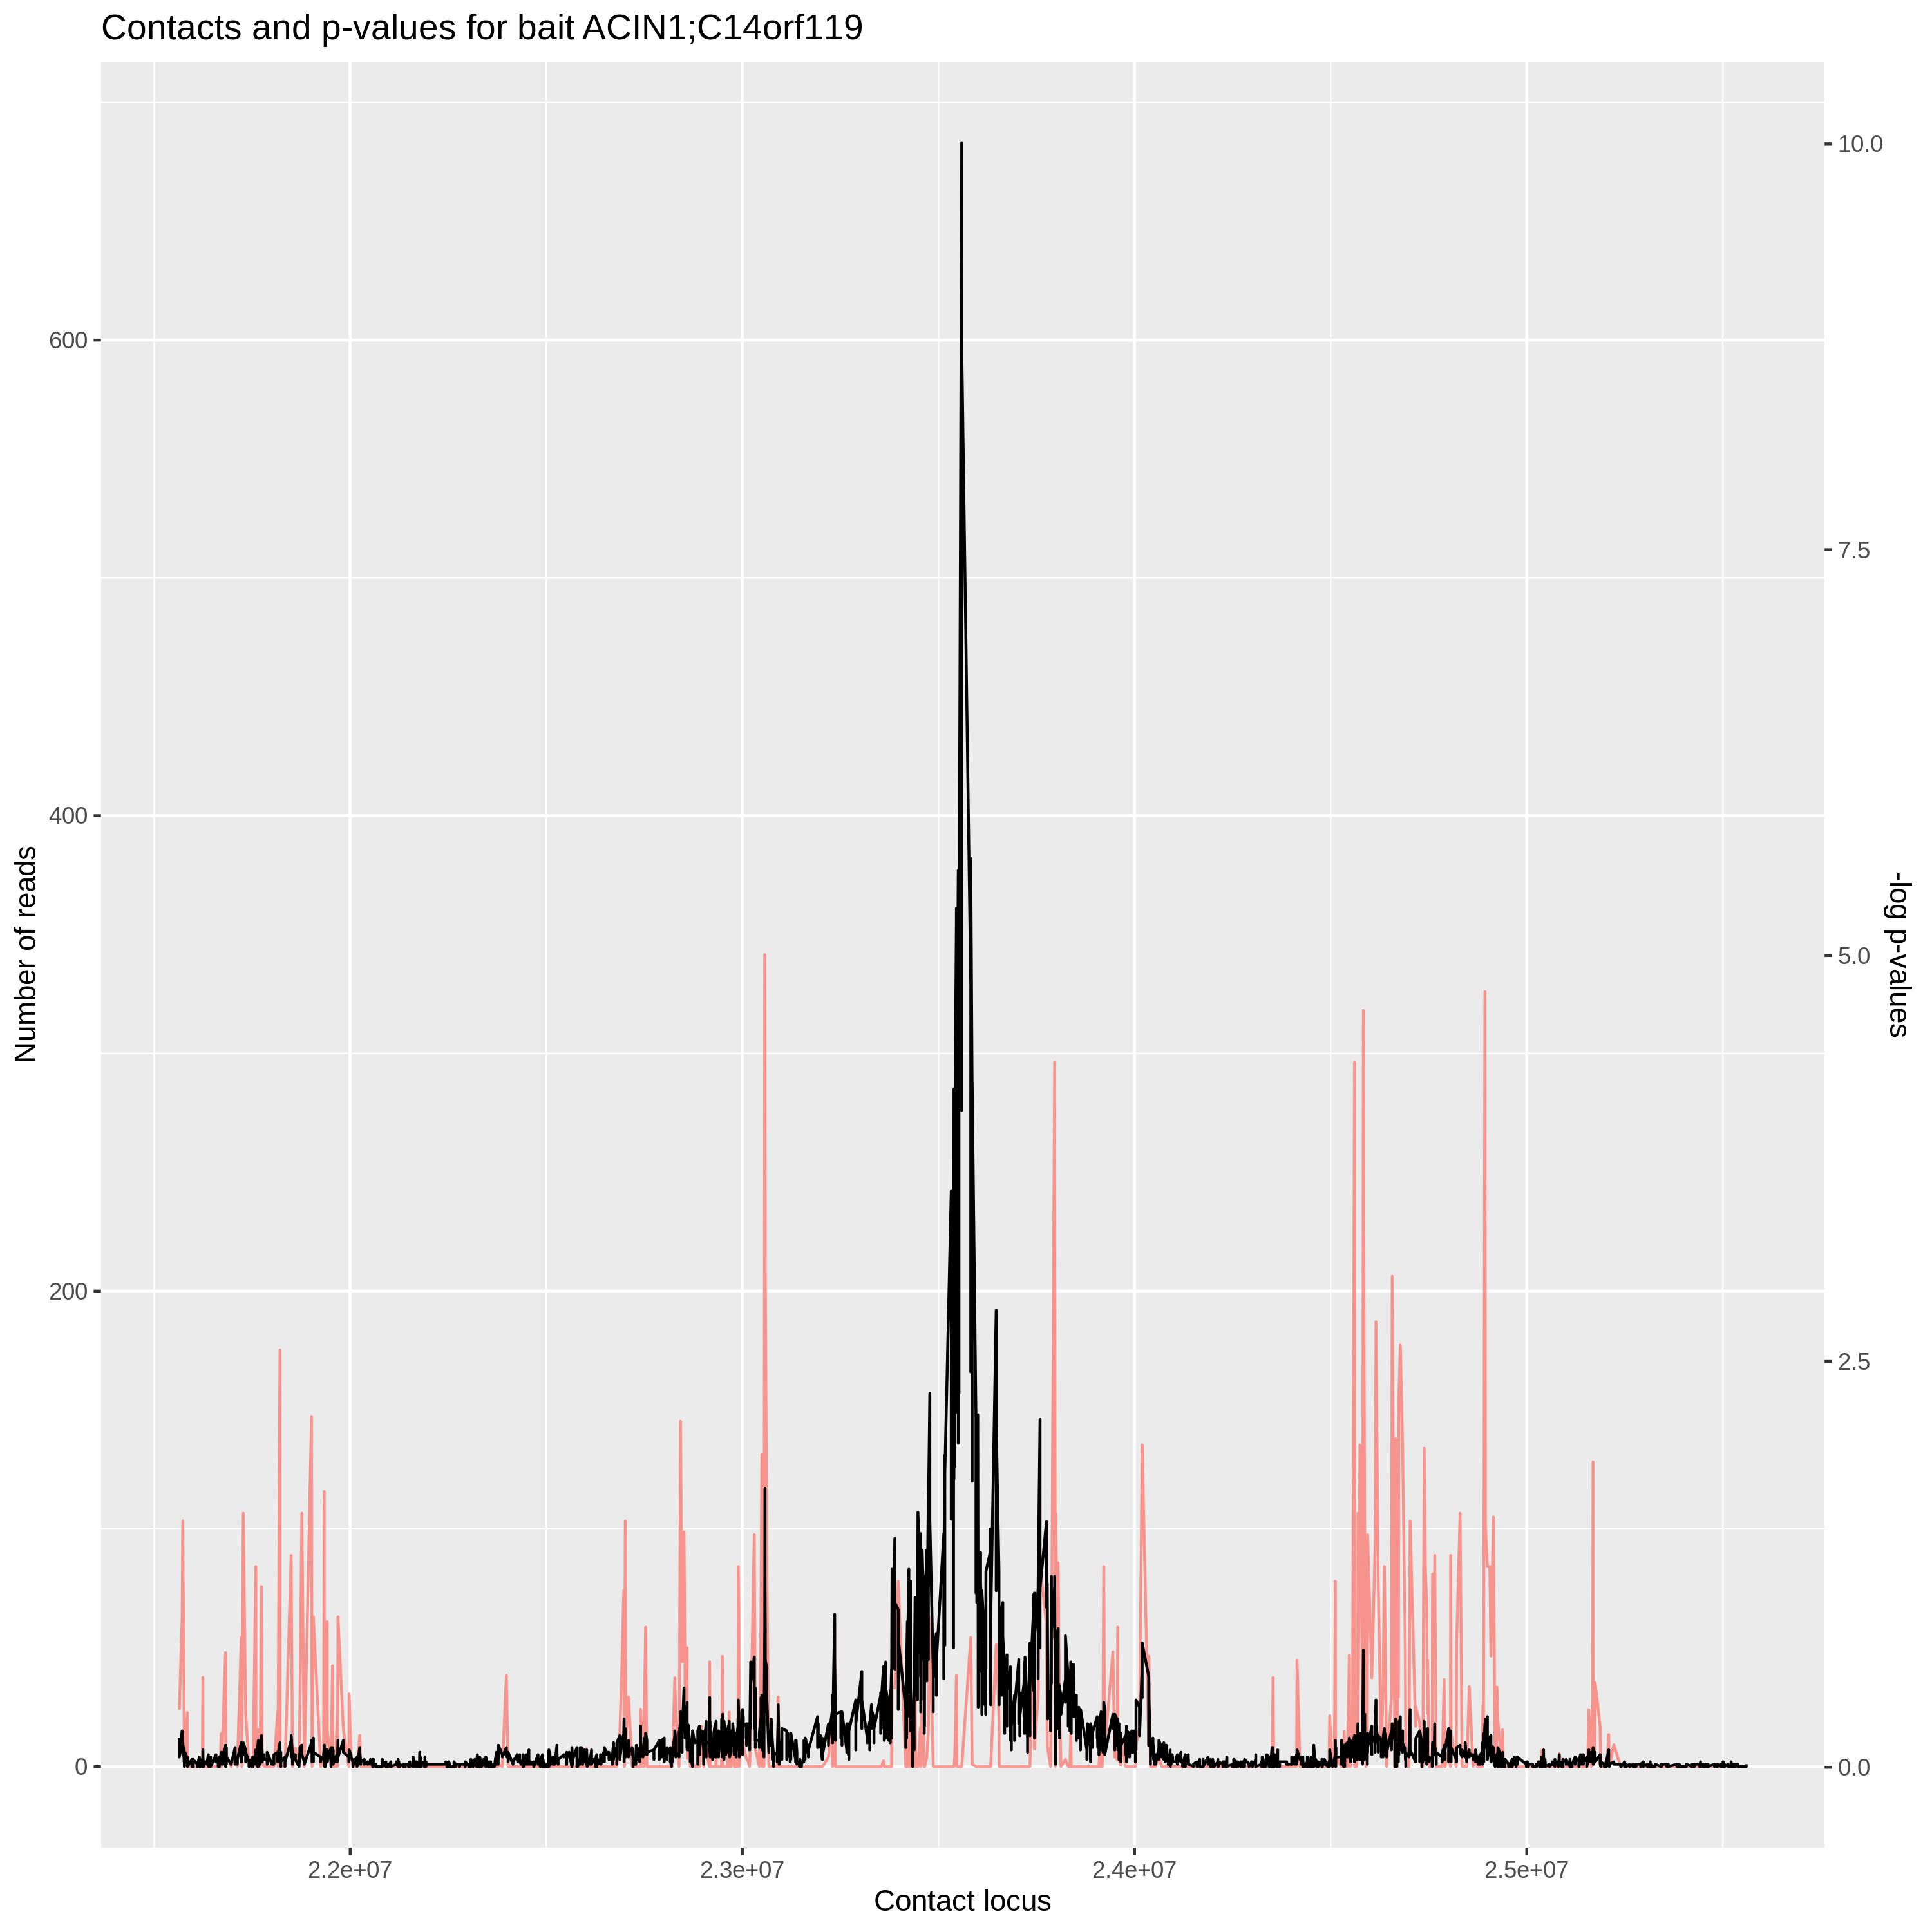 Contacts and p-values for bait ACIN1;C14orf119
Number of reads
600
400
200
0
10.0
7.5
5.0
2.5
0.0
-log p-values
2.2e+07
2.3e+07
2.4e+07
2.5e+07
Contact locus